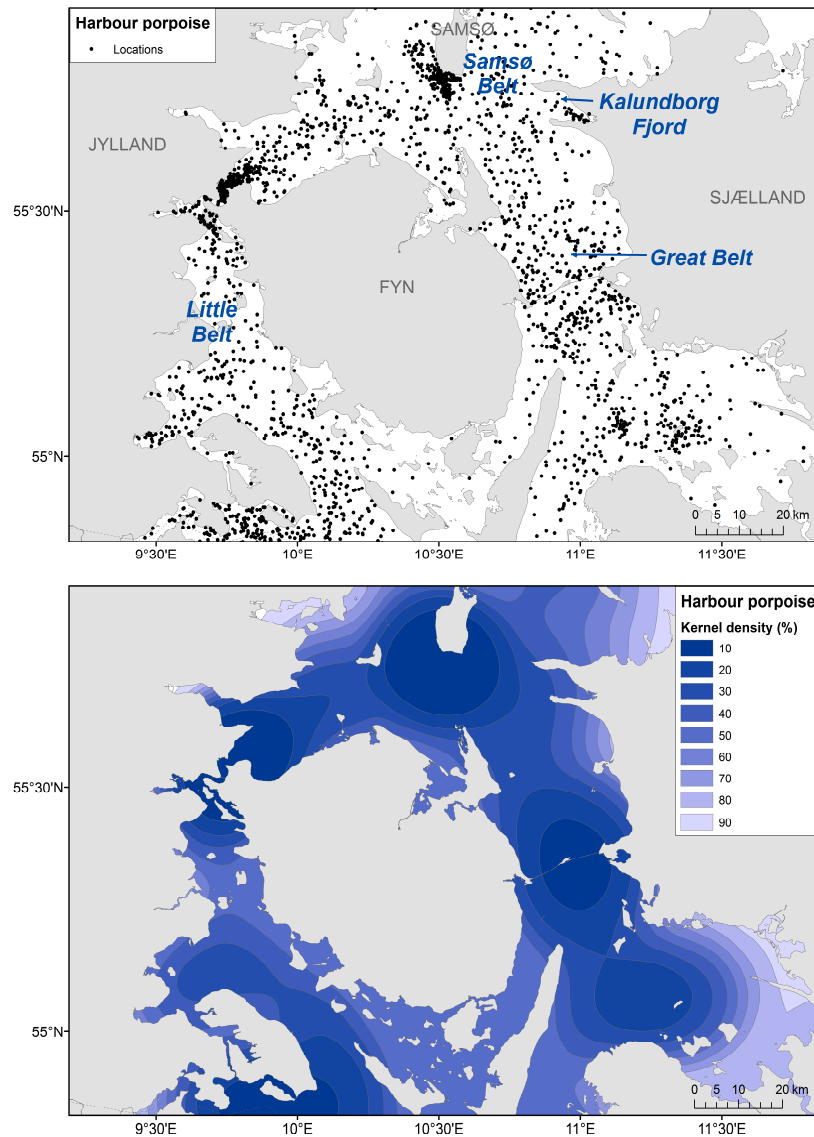 Harbour porpoise
Locations
SAMSØ
Samsø
Belt
Kalundborg
Fjord
JYLLAND
SJÆLLAND
55°30'N
Great Belt
FYN
Little
Belt
55°N
0 5 10 20 km
9°30'E 10°E 10°30'E 11°E 11°30'E
Harbour porpoise
Kernel density (%)
10
20
30
40
50
60
70
80
90
55°30'N
55°N
0 5 10 20 km
9°30'E 10°E 10°30'E 11°E 11°30'E